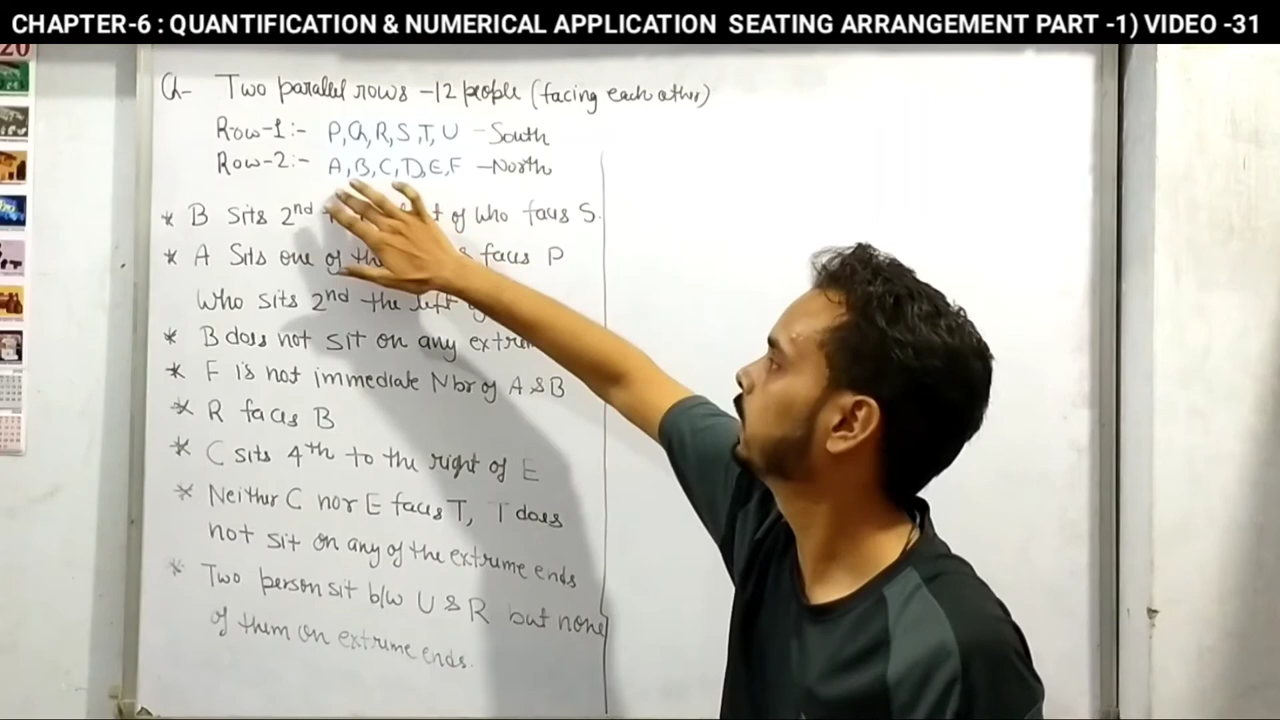 CHAPTER-6 : QUANTIFICATION & NUMERICAL APPLICATION SEATING ARRANGEMENT PART -1) VIDEO -31
20
Q- Two parallel rows -12 people (facing each other)
Row-1:- P, Q, R, S, T, U - South
Row-2:- A, B, C, D, E, F - North
* B Sits 2nd of who faces S.
* A Sits one of the faces P
who sits 2nd the left
* B does not sit on any
* F is not immediate Nbr of A & B
* R faces B
* C sits 4th to the right of E
* Neither C nor E faces T, T does
not sit on any of the extreme ends
* Two person sit b/w U & R but none
of them on extreme ends.